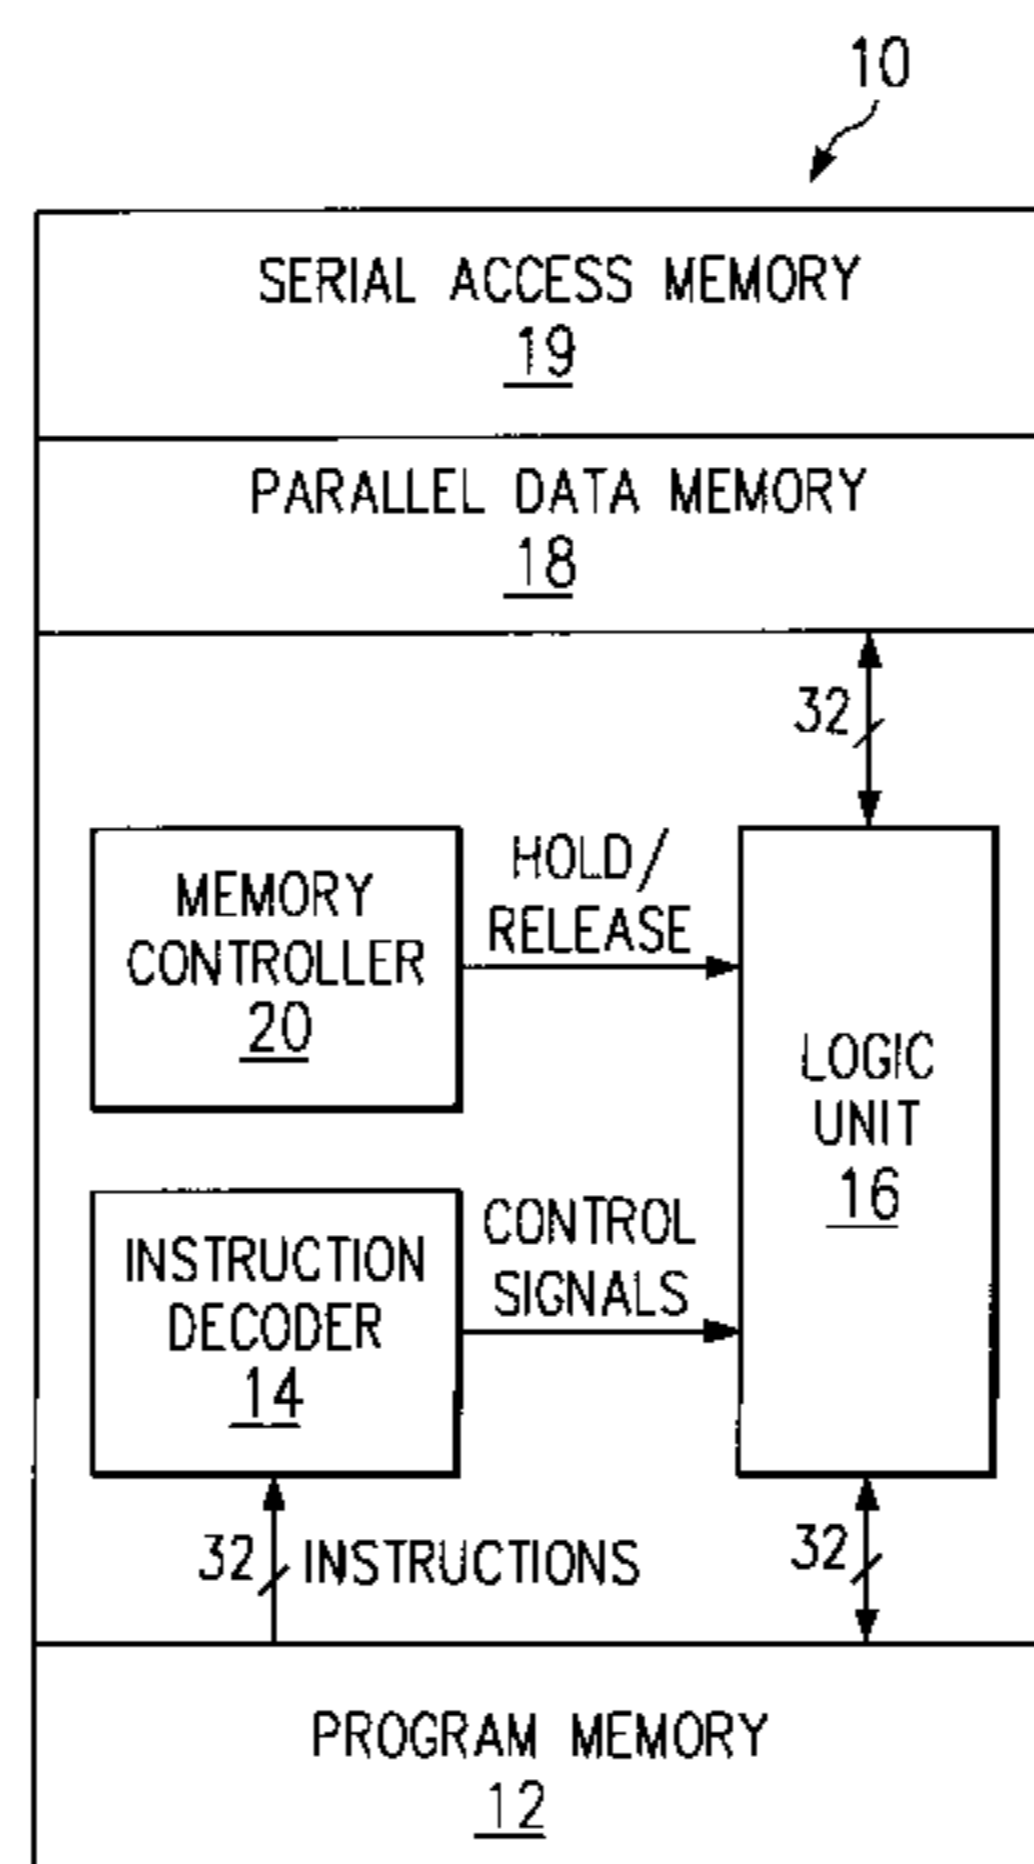 10
SERIAL ACCESS MEMORY
19
PARALLEL DATA MEMORY
18
32
MEMORY
CONTROLLER
20
HOLD/
RELEASE
LOGIC
UNIT
16
INSTRUCTION
DECODER
14
CONTROL
SIGNALS
32 INSTRUCTIONS
32
PROGRAM MEMORY
12